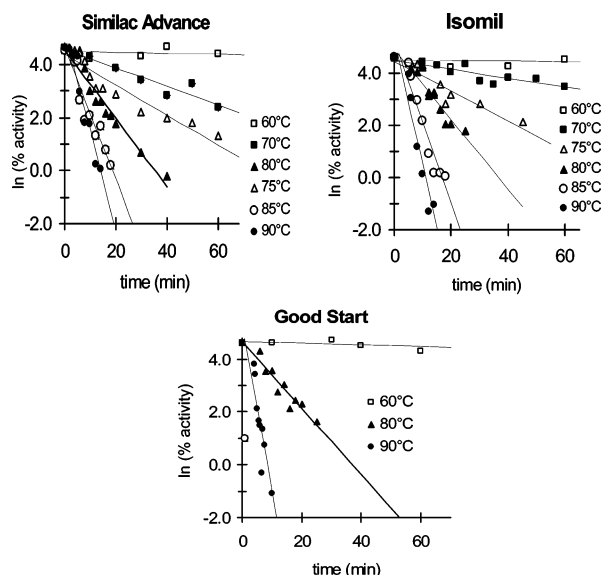 Similac Advance
ln (% activity)
4.0
2.0
0.0
-2.0
0
20
40
60
time (min)
60°C
70°C
80°C
75°C
85°C
90°C
Isomil
ln (% activity)
4.0
2.0
0.0
-2.0
0
20
40
60
time (min)
60°C
70°C
75°C
80°C
85°C
90°C
Good Start
ln (% activity)
4.0
2.0
0.0
-2.0
0
20
40
60
time (min)
60°C
80°C
90°C